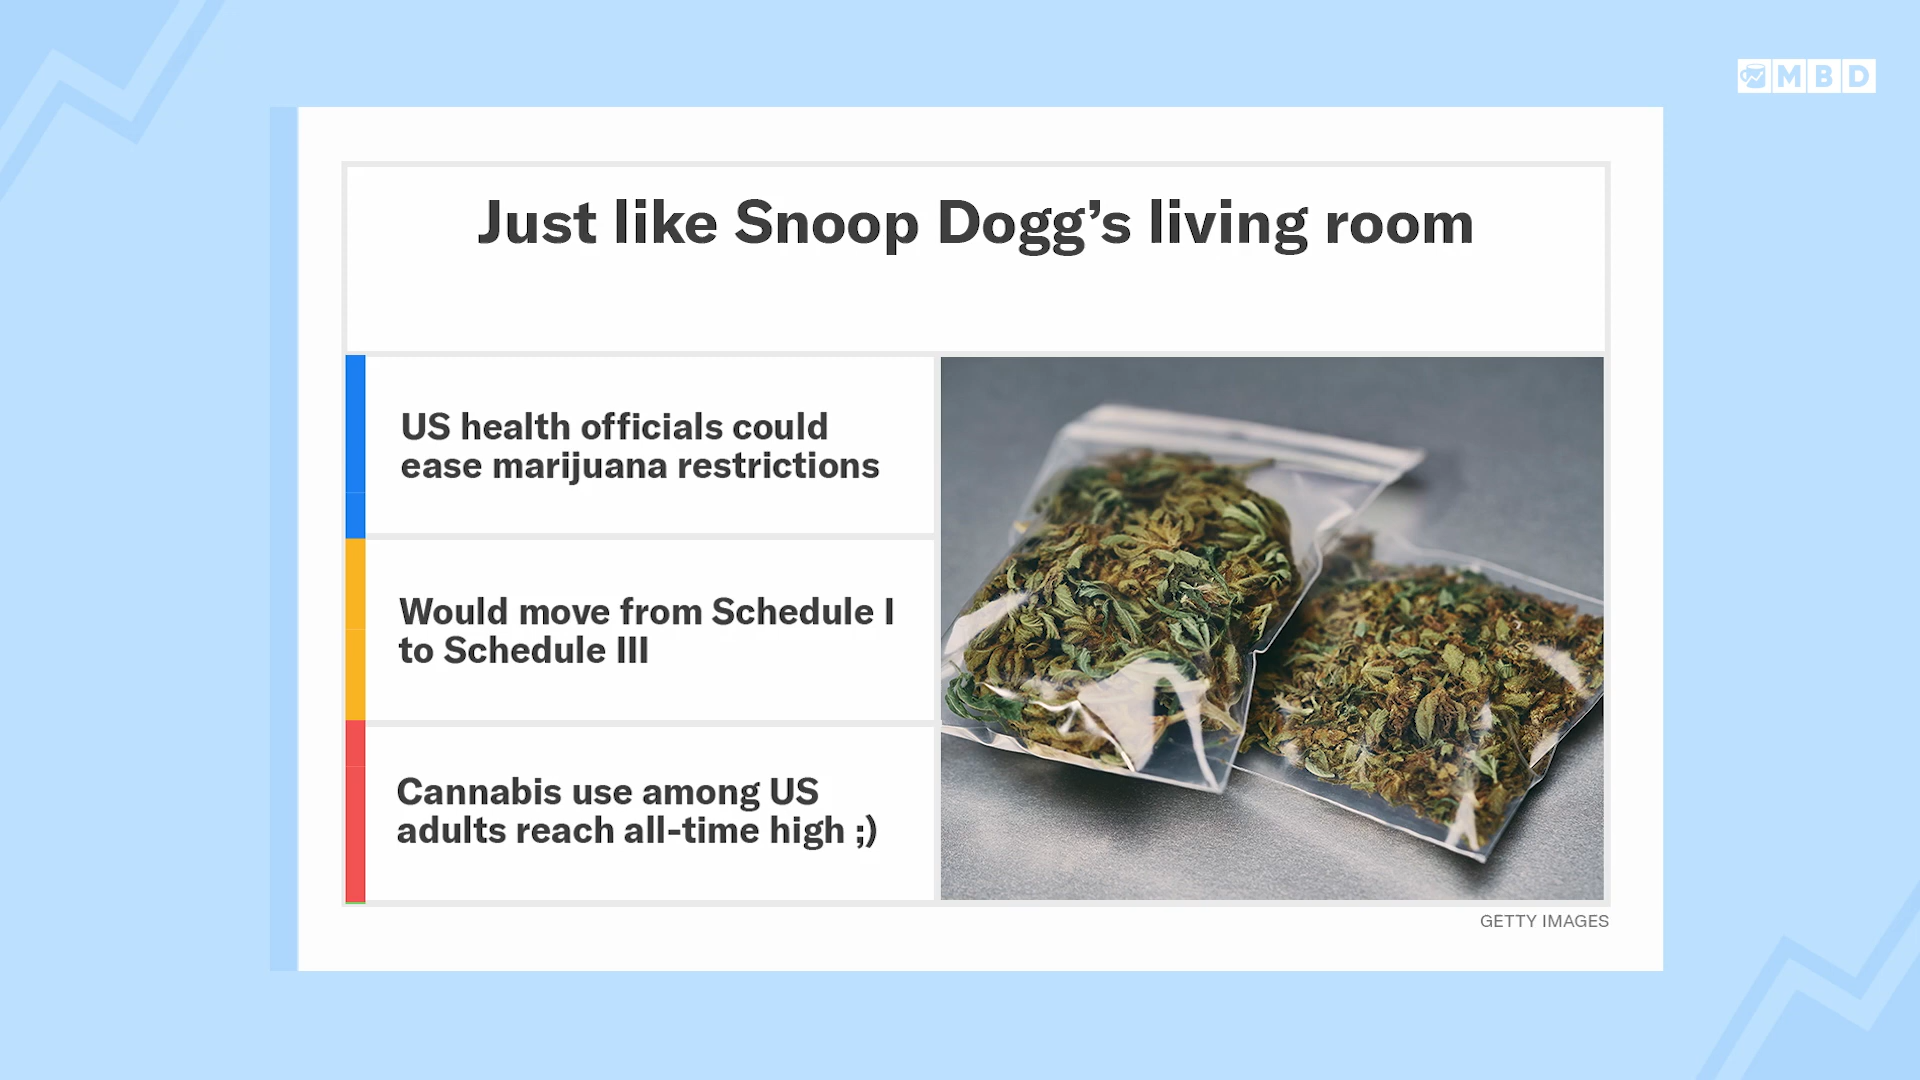 MBD
Just like Snoop Dogg’s living room
US health officials could
ease marijuana restrictions
Would move from Schedule I
to Schedule III
Cannabis use among US
adults reach all-time high ;)
GETTY IMAGES